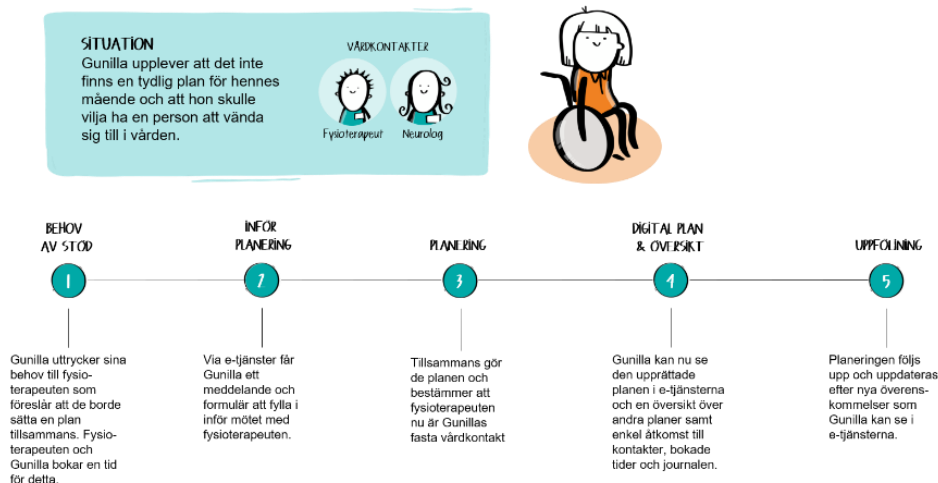 SITUATION
Gunilla upplever att det inte
finns en tydlig plan för hennes
mående och att hon skulle
vilja ha en person att vända
sig till i vården.
VÅRDKONTAKTER
Fysioterapeut
Neurolog
BEHOV
AV STÖD
1
Gunilla uttrycker sina
behov till fysio-
terapeuten som
föreslår att de borde
sätta en plan
tillsammans. Fysio-
terapeuten och
Gunilla bokar en tid
för detta.
INFÖR
PLANERING
2
Via e-tjänster får
Gunilla ett
meddelande och
formulär att fylla i
inför mötet med
fysioterapeuten.
PLANERING
3
Tillsammans gör
de planen och
bestämmer att
fysioterapeuten
nu är Gunillas
fasta vårdkontakt
DIGITAL PLAN
& ÖVERSIKT
4
Gunilla kan nu se
den upprättade
planen i e-tjänsterna
och en översikt över
andra planer samt
enkel åtkomst till
kontakter, bokade
tider och journalen.
UPPFÖLJNING
5
Planeringen följs
upp och uppdateras
efter nya överens-
kommelser som
Gunilla kan se i
e-tjänsterna.